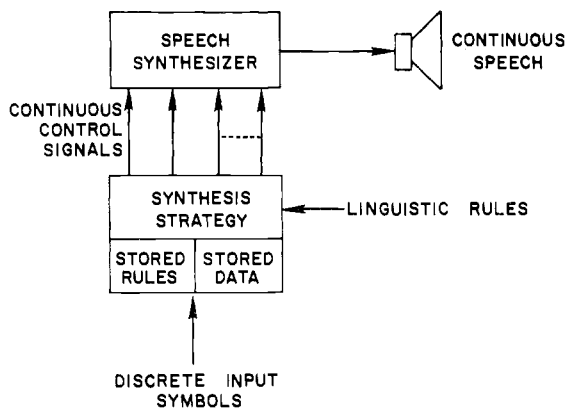 SPEECH
SYNTHESIZER
CONTINUOUS
SPEECH
CONTINUOUS
CONTROL
SIGNALS
SYNTHESIS
STRATEGY
LINGUISTIC RULES
STORED
RULES
STORED
DATA
DISCRETE INPUT
SYMBOLS